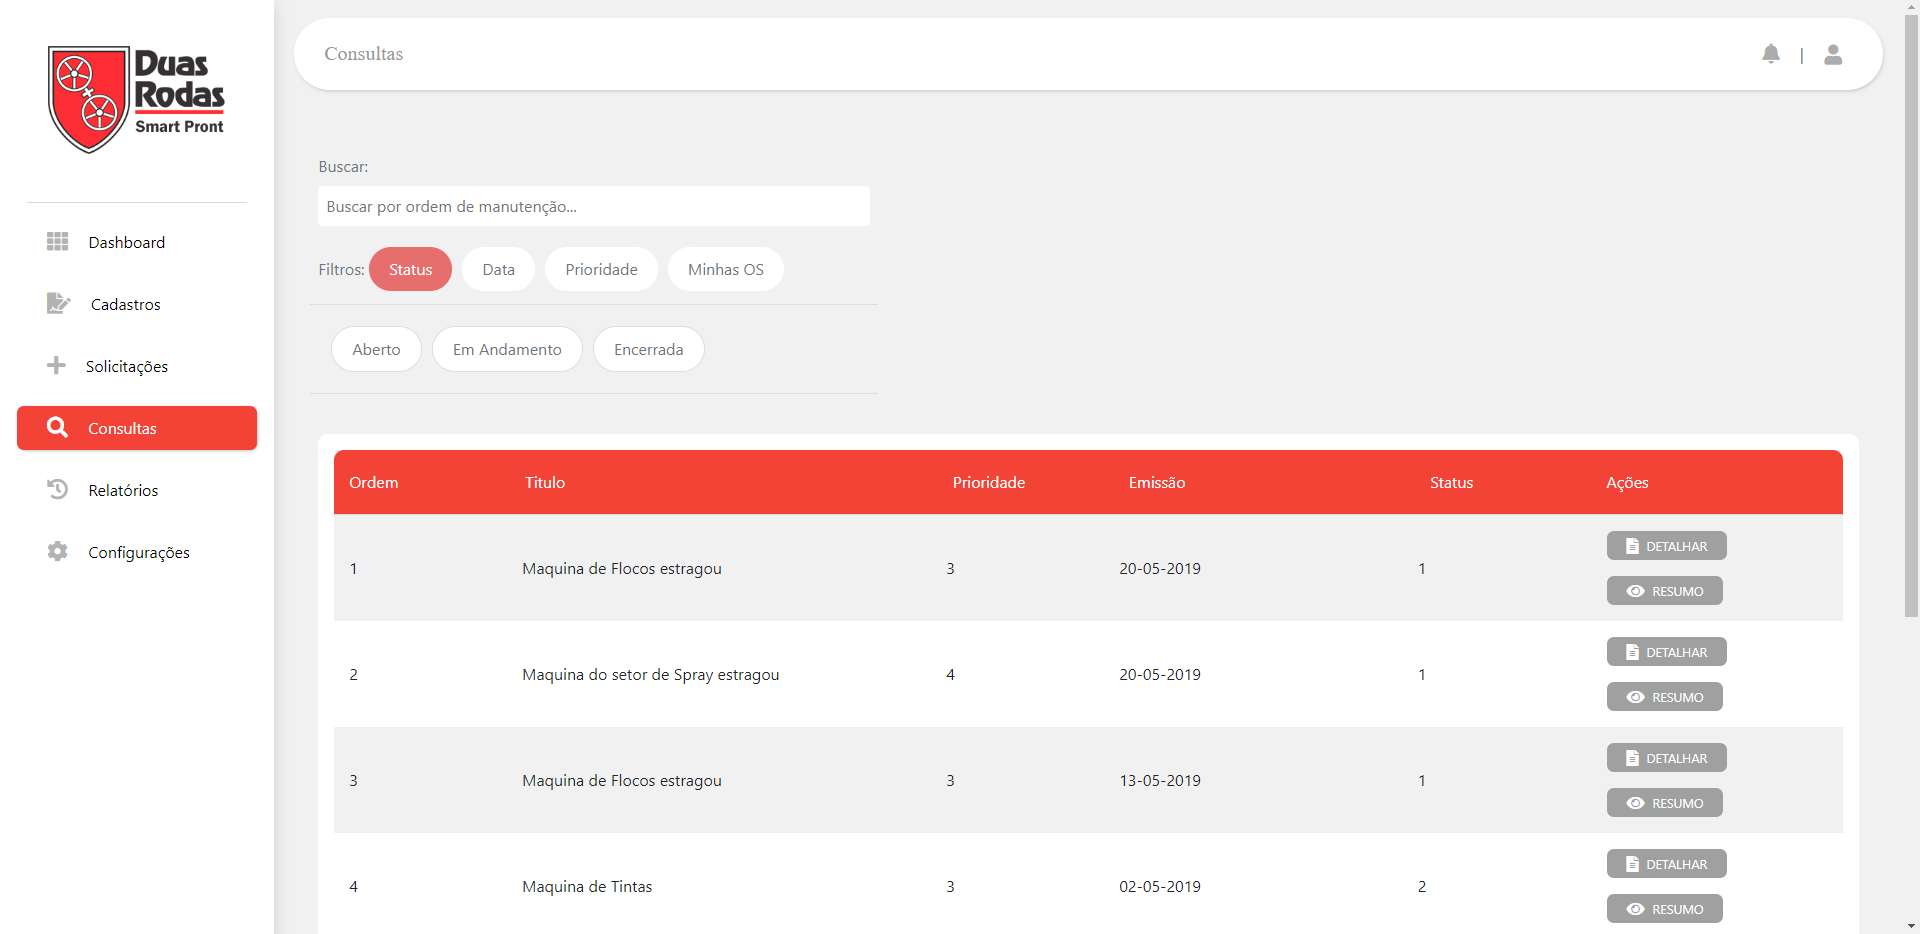 Duas
Rodas
Smart Pront
Dashboard
Cadastros
Solicitações
Consultas
Relatórios
Configurações
Consultas
|
Buscar:
Buscar por ordem de manutenção...
Filtros: Status Data Prioridade Minhas OS
Aberto Em Andamento Encerrada
Ordem Titulo Prioridade Emissão Status Ações
1 Maquina de Flocos estragou 3 20-05-2019 1 DETALHAR
RESUMO
2 Maquina do setor de Spray estragou 4 20-05-2019 1 DETALHAR
RESUMO
3 Maquina de Flocos estragou 3 13-05-2019 1 DETALHAR
RESUMO
4 Maquina de Tintas 3 02-05-2019 2 DETALHAR
RESUMO